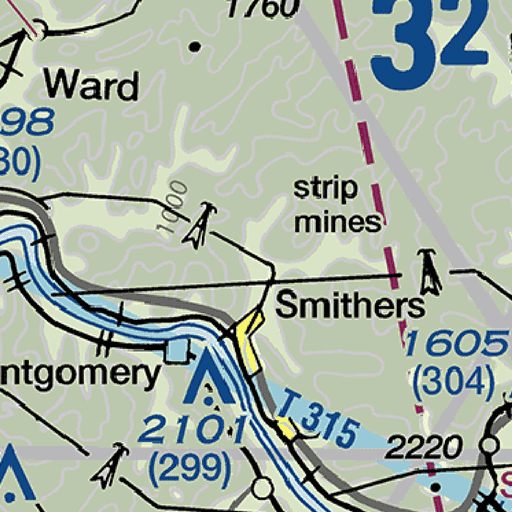 1760
32
Ward
98
30)
1000
strip
mines
Smithers
1605
(304)
ntgomery
T 315
2101
(299)
2220
S